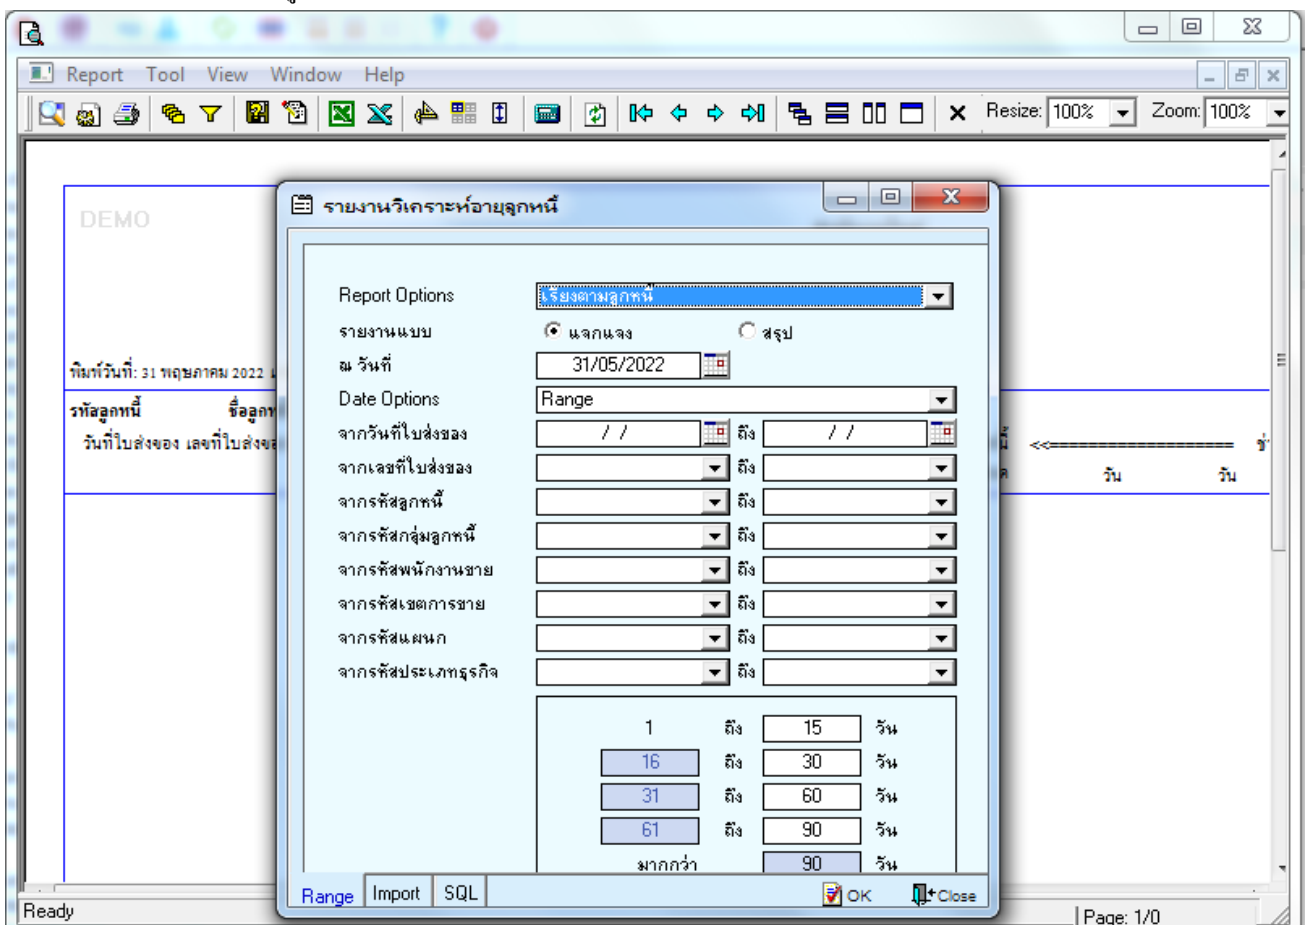 Report Tool View Window Help
Resize: 100% Zoom: 100%
รายงานวิเคราะห์อายุลูกหนี้
DEMO
Report Options เรียงตามลูกหนี้
รายงานแบบ แจกแจง สรุป
ณ วันที่ 31/05/2022
พิมพ์วันที่: 31 พฤษภาคม 2022
Date Options Range
รหัสลูกหนี้
จากวันที่ใบส่งของ / / ถึง / /
วันที่ใบส่งของ เลขที่ใบส่งของ <<====================
จากเลขที่ใบส่งของ ถึง
วัน วัน
จากรหัสลูกหนี้ ถึง
จากรหัสกลุ่มลูกหนี้ ถึง
จากรหัสพนักงานขาย ถึง
จากรหัสเขตการขาย ถึง
จากรหัสแผนก ถึง
จากรหัสประเภทธุรกิจ ถึง
1 ถึง 15 วัน
16 ถึง 30 วัน
31 ถึง 60 วัน
61 ถึง 90 วัน
มากกว่า 90 วัน
Range Import SQL OK Close
Ready Page: 1/0